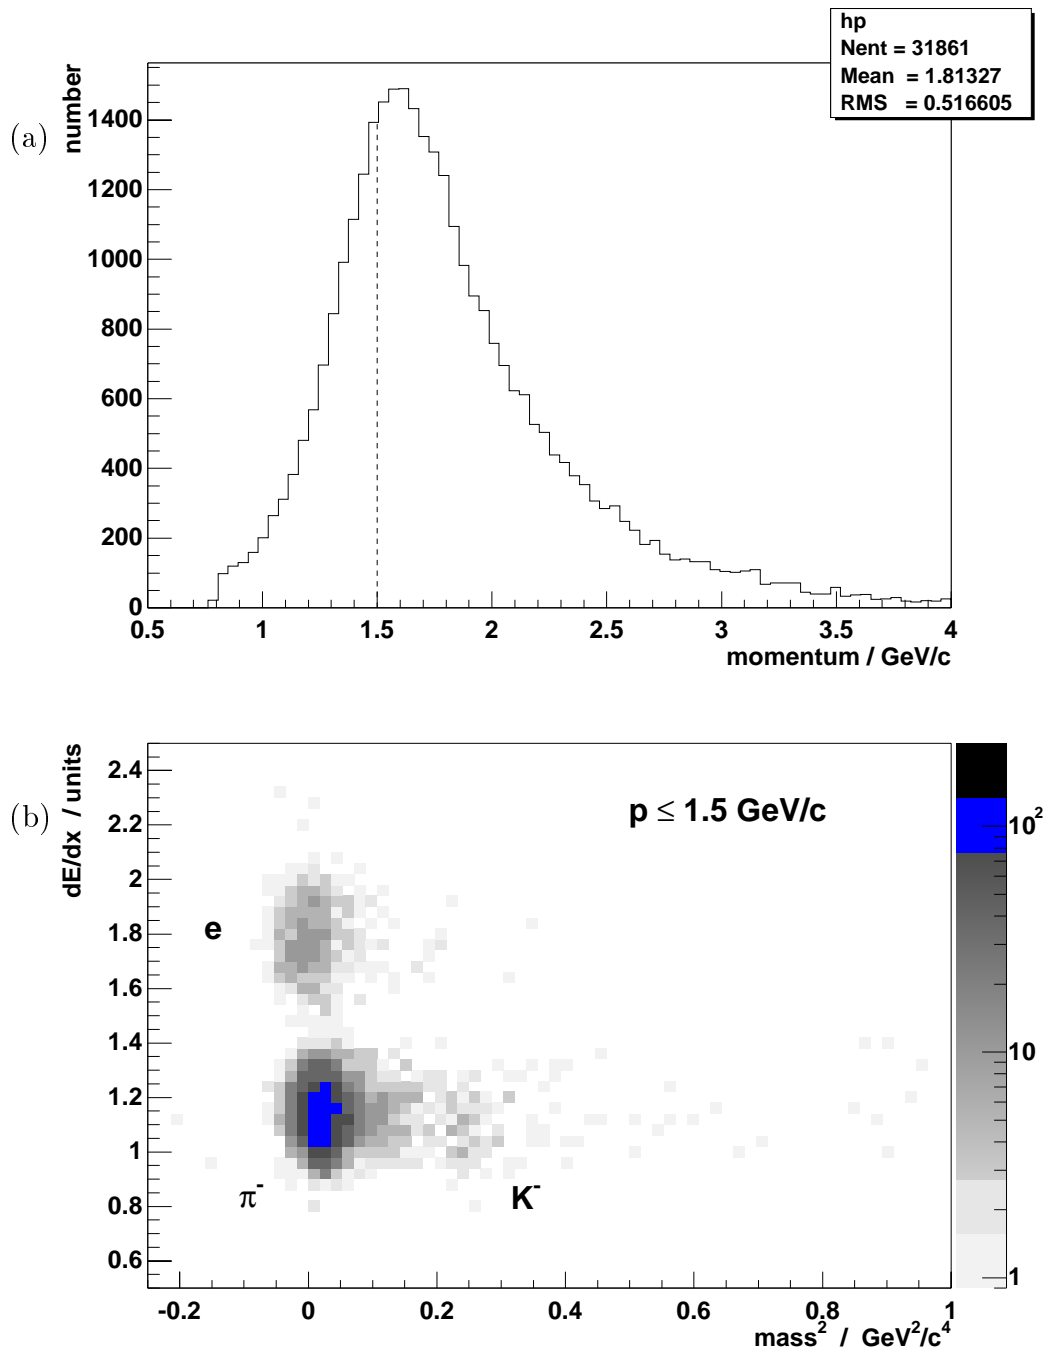 hp
Nent = 31861
Mean = 1.81327
RMS = 0.516605
(a)
number
1400
1200
1000
800
600
400
200
0
0.5 1 1.5 2 2.5 3 3.5 4
momentum / GeV/c
(b)
dE/dx / units
2.4
2.2
2
1.8
1.6
1.4
1.2
1
0.8
0.6
p ≤ 1.5 GeV/c
e
π⁻
K⁻
10²
10
1
-0.2 0 0.2 0.4 0.6 0.8 1
mass² / GeV²/c⁴